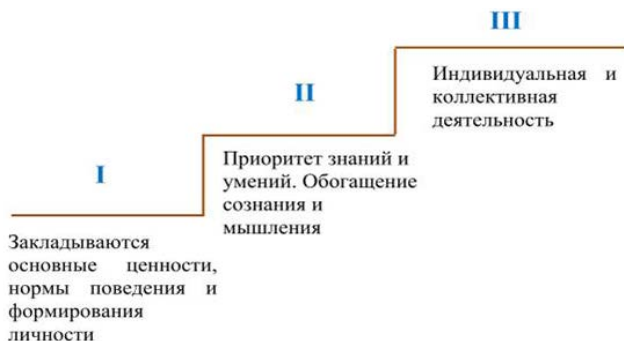 III
Индивидуальная и
коллективная
деятельность
II
Приоритет знаний и
умений. Обогащение
сознания и
мышления
I
Закладываются
основные ценности,
нормы поведения и
формирования
личности